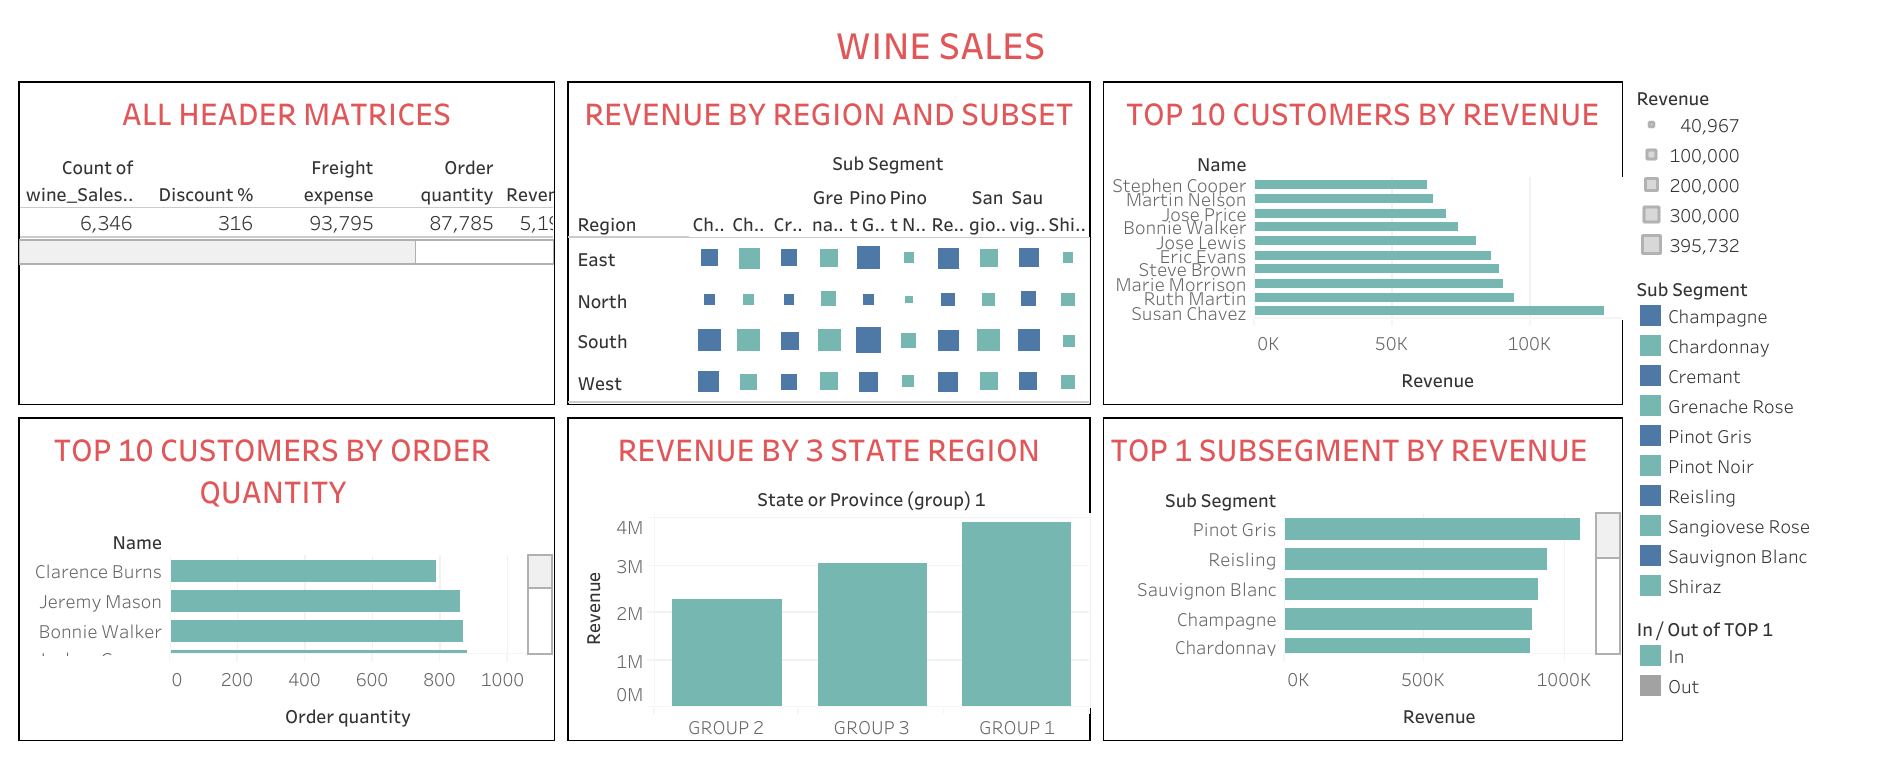 WINE SALES
ALL HEADER MATRICES
Count of
wine_Sales..
Discount %
Freight
expense
Order
quantity
Reven
6,346
316
93,795
87,785
5,19
REVENUE BY REGION AND SUBSET
Sub Segment
Region
Ch..
Ch..
Cr..
Gre
na..
Pino
t G..
Pino
t N..
Re..
San
gio..
Sau
vig..
Shi..
East
North
South
West
TOP 10 CUSTOMERS BY REVENUE
Name
Stephen Cooper
Martin Nelson
Jose Price
Bonnie Walker
Jose Lewis
Eric Evans
Steve Brown
Marie Morrison
Ruth Martin
Susan Chavez
0K
50K
100K
Revenue
TOP 10 CUSTOMERS BY ORDER
QUANTITY
Name
Clarence Burns
Jeremy Mason
Bonnie Walker
0
200
400
600
800
1000
Order quantity
REVENUE BY 3 STATE REGION
State or Province (group) 1
Revenue
4M
3M
2M
1M
0M
GROUP 2
GROUP 3
GROUP 1
TOP 1 SUBSEGMENT BY REVENUE
Sub Segment
Pinot Gris
Reisling
Sauvignon Blanc
Champagne
Chardonnay
0K
500K
1000K
Revenue
Revenue
40,967
100,000
200,000
300,000
395,732
Sub Segment
Champagne
Chardonnay
Cremant
Grenache Rose
Pinot Gris
Pinot Noir
Reisling
Sangiovese Rose
Sauvignon Blanc
Shiraz
In / Out of TOP 1
In
Out